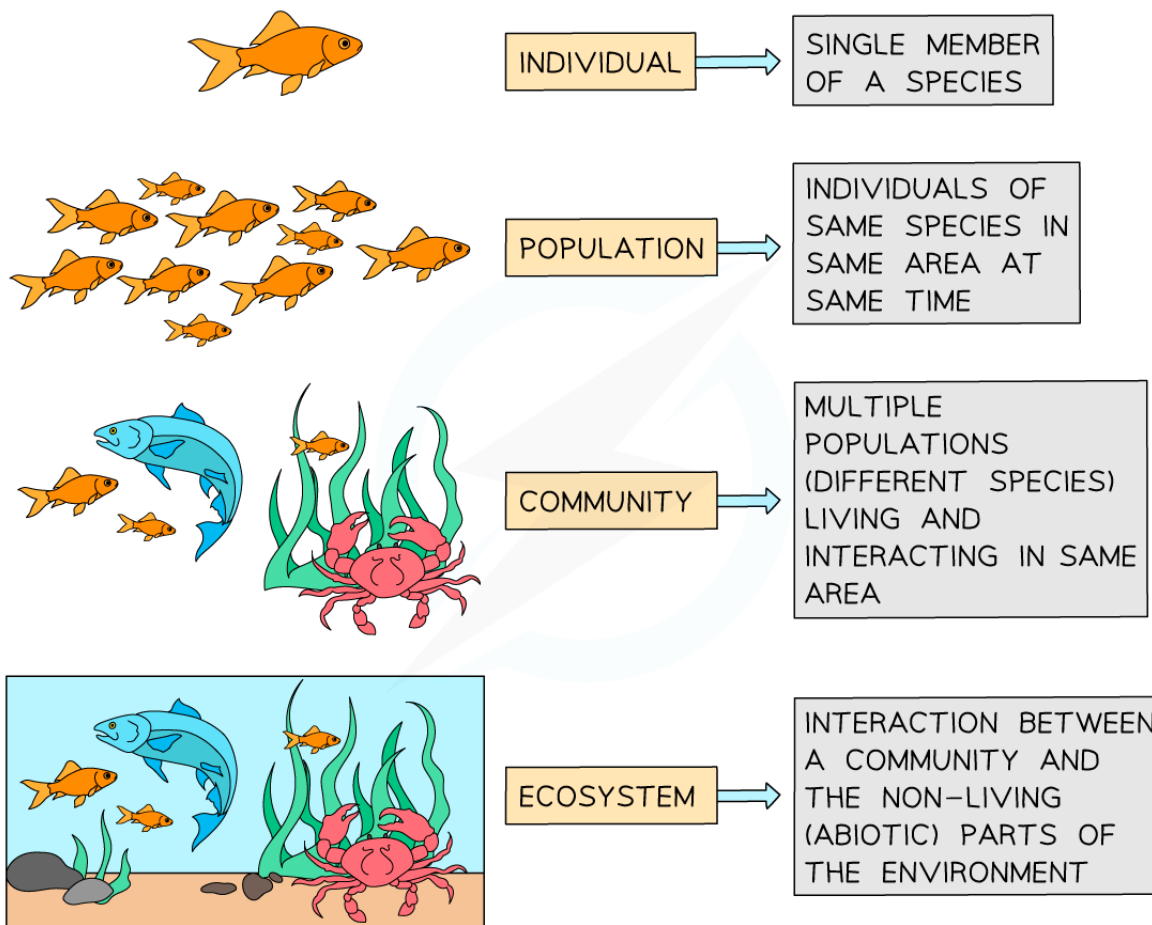 INDIVIDUAL
SINGLE MEMBER
OF A SPECIES
POPULATION
INDIVIDUALS OF
SAME SPECIES IN
SAME AREA AT
SAME TIME
COMMUNITY
MULTIPLE
POPULATIONS
(DIFFERENT SPECIES)
LIVING AND
INTERACTING IN SAME
AREA
ECOSYSTEM
INTERACTION BETWEEN
A COMMUNITY AND
THE NON-LIVING
(ABIOTIC) PARTS OF
THE ENVIRONMENT